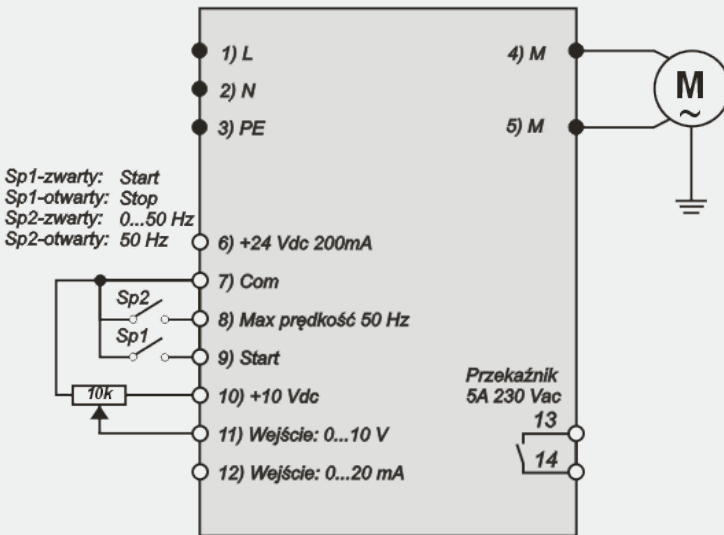 1) L
4) M
2) N
M
~
3) PE
5) M
Sp1-zwarty: Start
Sp1-otwarty: Stop
Sp2-zwarty: 0...50 Hz
Sp2-otwarty: 50 Hz
6) +24 Vdc 200mA
7) Com
Sp2
8) Max prędkość 50 Hz
Sp1
9) Start
10k
10) +10 Vdc
11) Wejście: 0...10 V
12) Wejście: 0...20 mA
Przekaźnik
5A 230 Vac
13
14